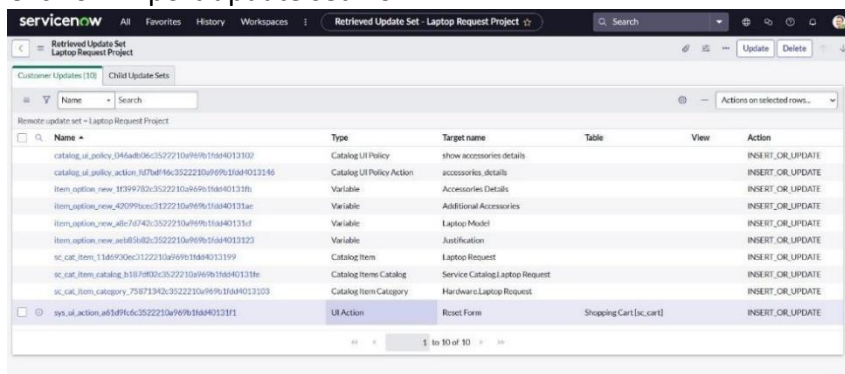 servicenow All Favorites History Workspaces Retrieved Update Set - Laptop Request Project Search
Retrieved Update Set
Laptop Request Project
Update Delete
Customer Updates (10) Child Update Sets
Name Search Actions on selected rows...
Remote update set = Laptop Request Project
Name Type Target name Table View Action
catalog_ui_policy_046adb06c3522210a969b1fdd4013102 Catalog UI Policy show accessories details INSERT_OR_UPDATE
catalog_ui_policy_action_fd7bdf46c3522210a969b1fdd4013146 Catalog UI Policy Action accessories_details INSERT_OR_UPDATE
Variable Accessories Details INSERT_OR_UPDATE
Variable Additional Accessories INSERT_OR_UPDATE
Variable Laptop Model INSERT_OR_UPDATE
Variable Justification INSERT_OR_UPDATE
sc_cat_item_11d6930ec3122210a969b1fdd4013199 Catalog Item Laptop Request INSERT_OR_UPDATE
sc_cat_item_catalog_b187df02c3522210a969b1fdd40131fe Catalog Items Catalog Service Catalog.Laptop Request INSERT_OR_UPDATE
sc_cat_item_category_75871342c3522210a969b1fdd4013103 Catalog Item Category Hardware.Laptop Request INSERT_OR_UPDATE
sys_ui_action_a61d9fc6c3522210a969b1fdd40131f1 UI Action Reset Form Shopping Cart [sc_cart] INSERT_OR_UPDATE
1 to 10 of 10